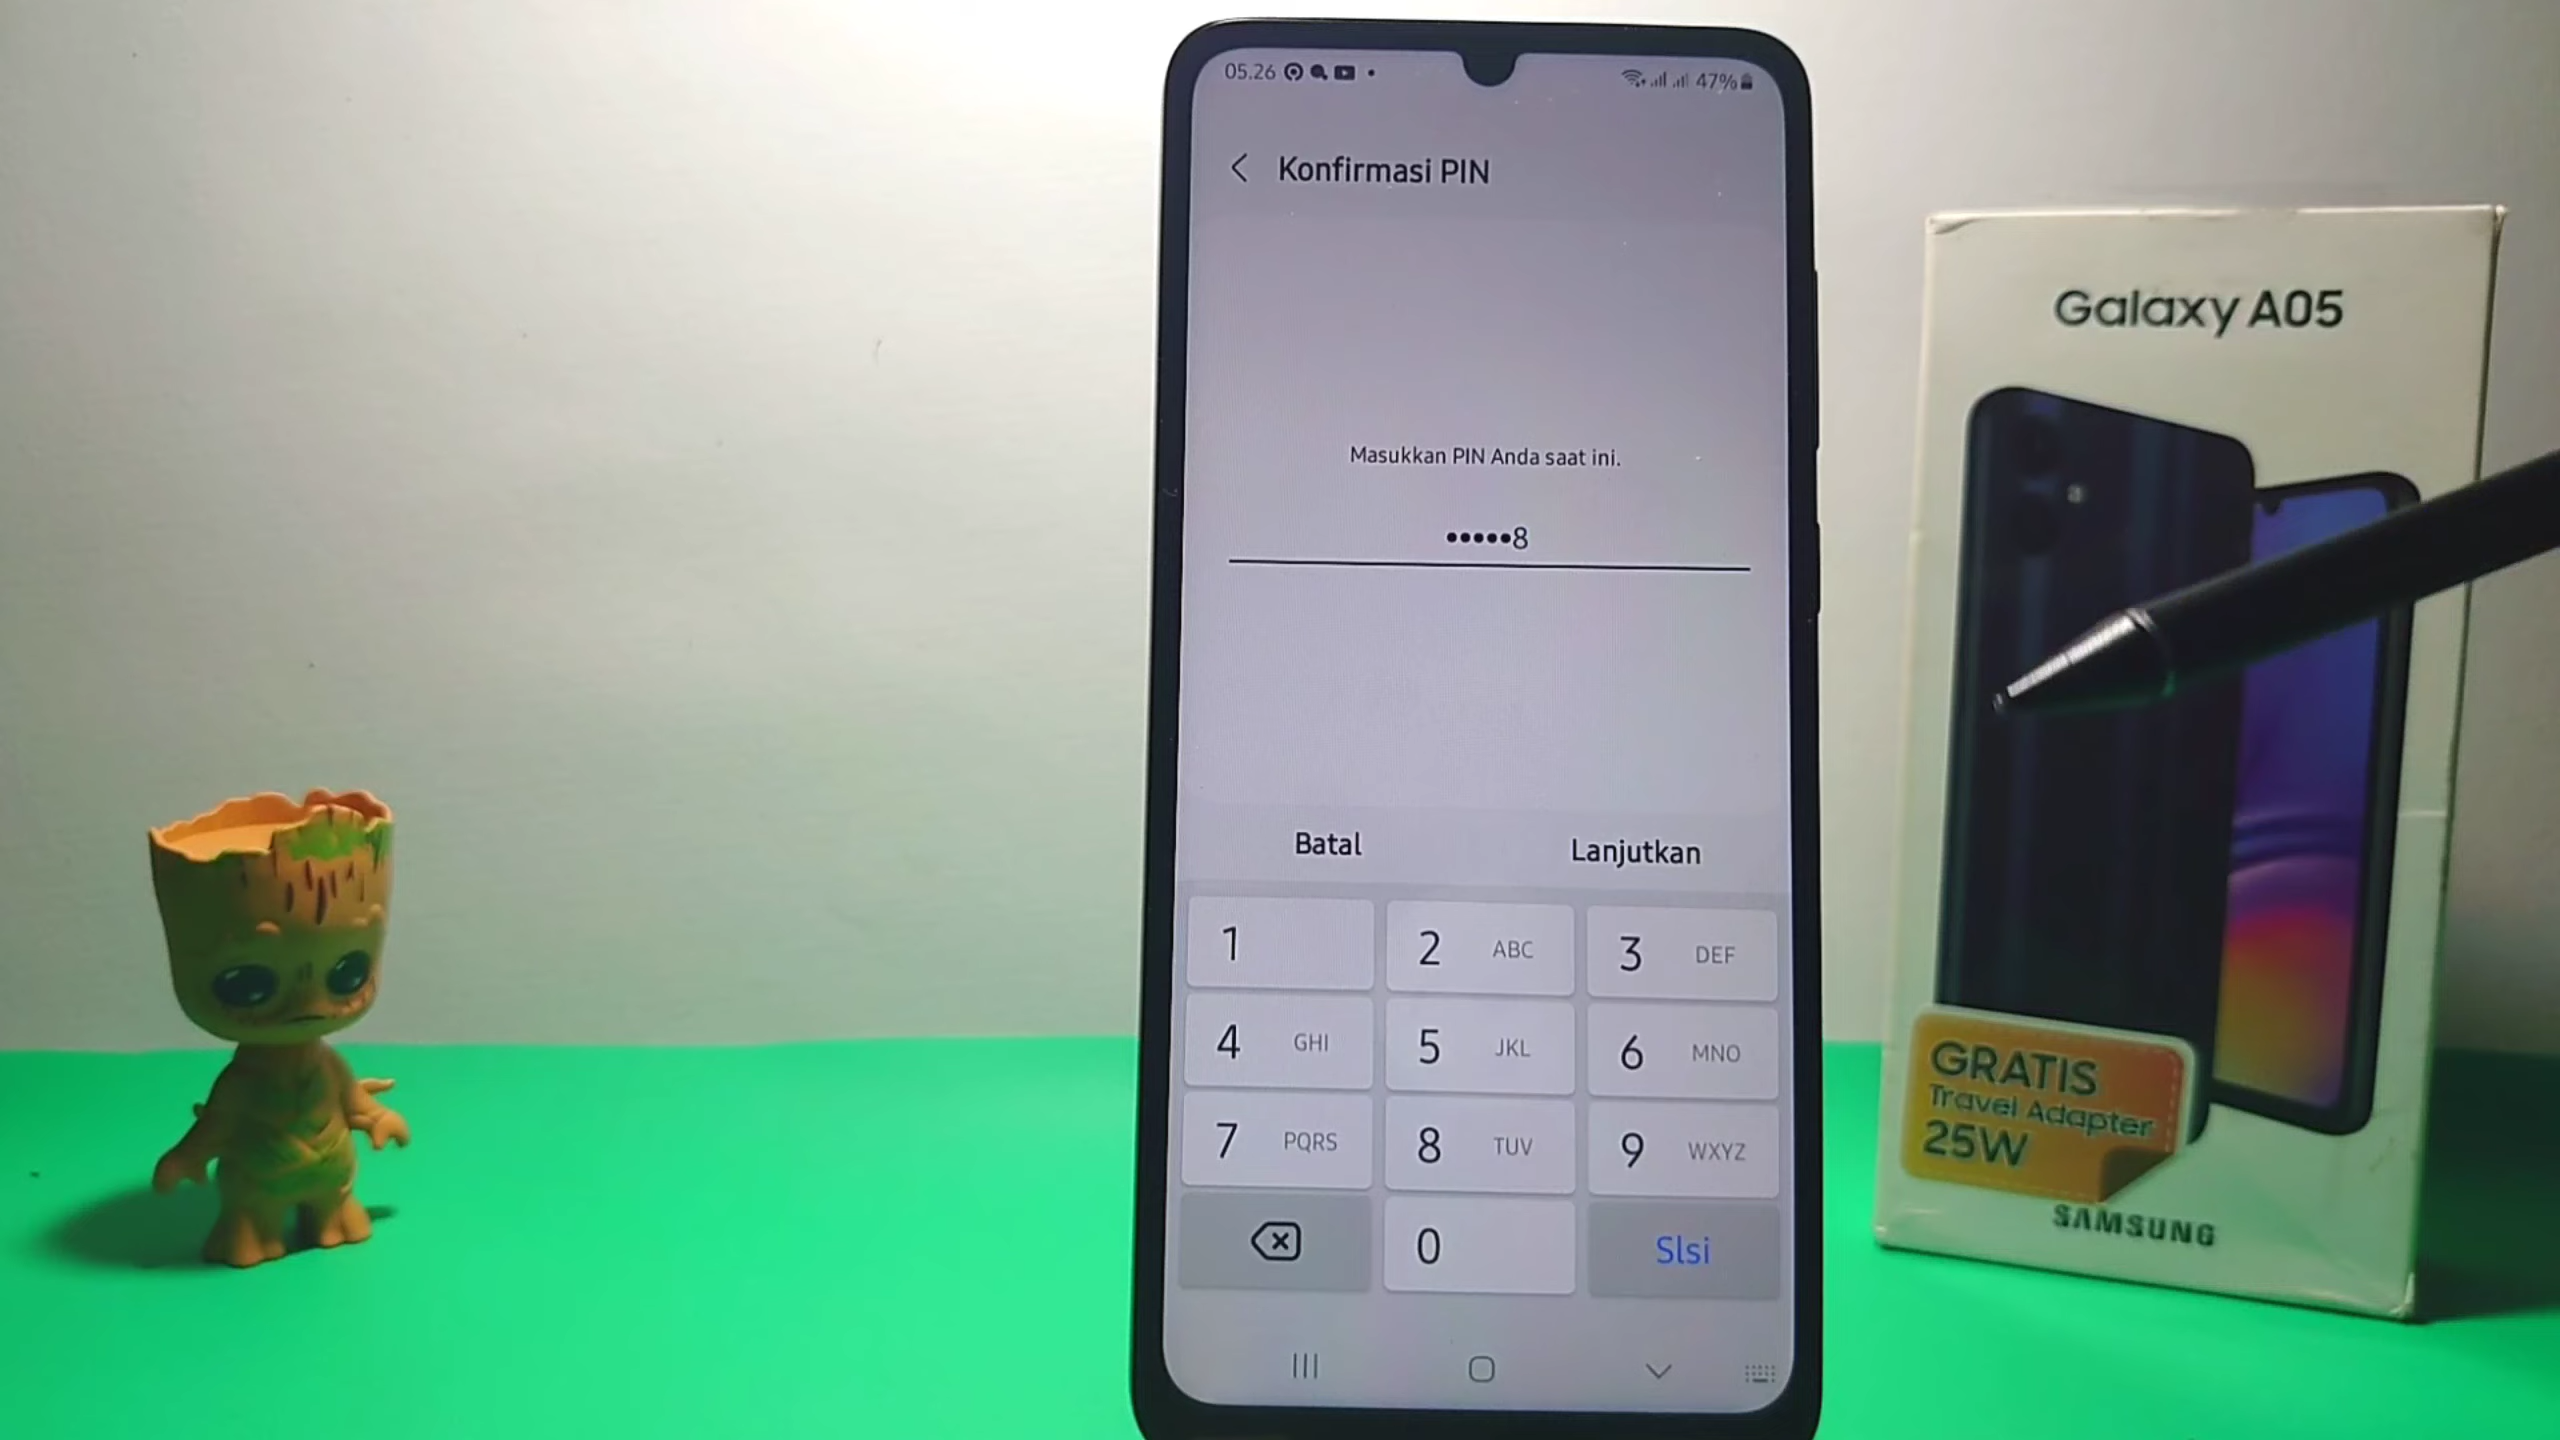 05.26
47%
Konfirmasi PIN
Masukkan PIN Anda saat ini.
•••••8
Batal
Lanjutkan
1
2 ABC
3 DEF
4 GHI
5 JKL
6 MNO
7 PQRS
8 TUV
9 WXYZ
0
Slsi
Galaxy A05
GRATIS
Travel Adapter
25W
SAMSUNG